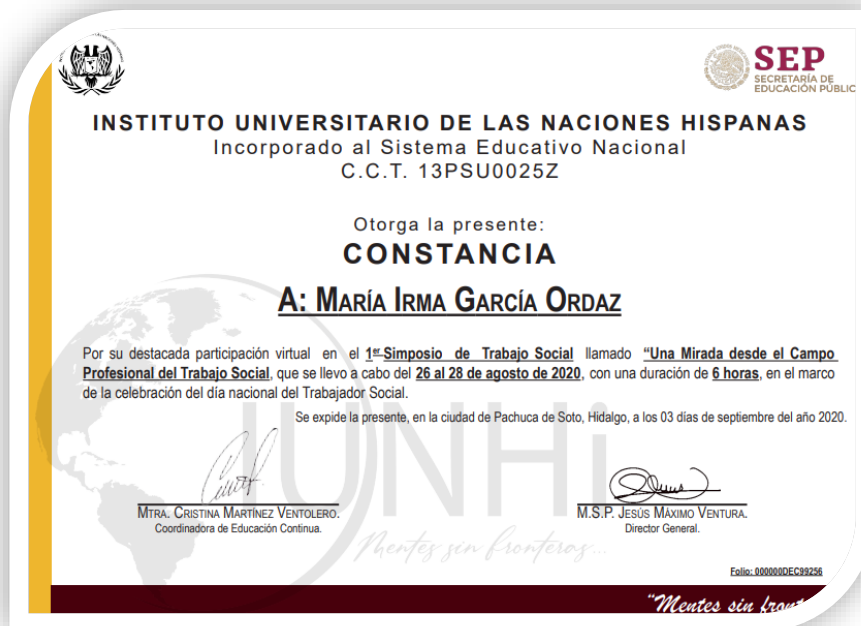 SEP
SECRETARÍA DE
EDUCACIÓN PÚBLIC
INSTITUTO UNIVERSITARIO DE LAS NACIONES HISPANAS
Incorporado al Sistema Educativo Nacional
C.C.T. 13PSU0025Z
Otorga la presente:
CONSTANCIA
A: MARÍA IRMA GARCÍA ORDAZ
Por su destacada participación virtual en el 1er Simposio de Trabajo Social llamado "Una Mirada desde el Campo
Profesional del Trabajo Social, que se llevo a cabo del 26 al 28 de agosto de 2020, con una duración de 6 horas, en el marco
de la celebración del día nacional del Trabajador Social.
Se expide la presente, en la ciudad de Pachuca de Soto, Hidalgo, a los 03 días de septiembre del año 2020.
IUNHi
MTRA. CRISTINA MARTÍNEZ VENTOLERO.
Coordinadora de Educación Continua.
M.S.P. JESÚS MÁXIMO VENTURA.
Director General.
Mentes sin fronteras...
Folio: 000000DEC99256
"Mentes sin front